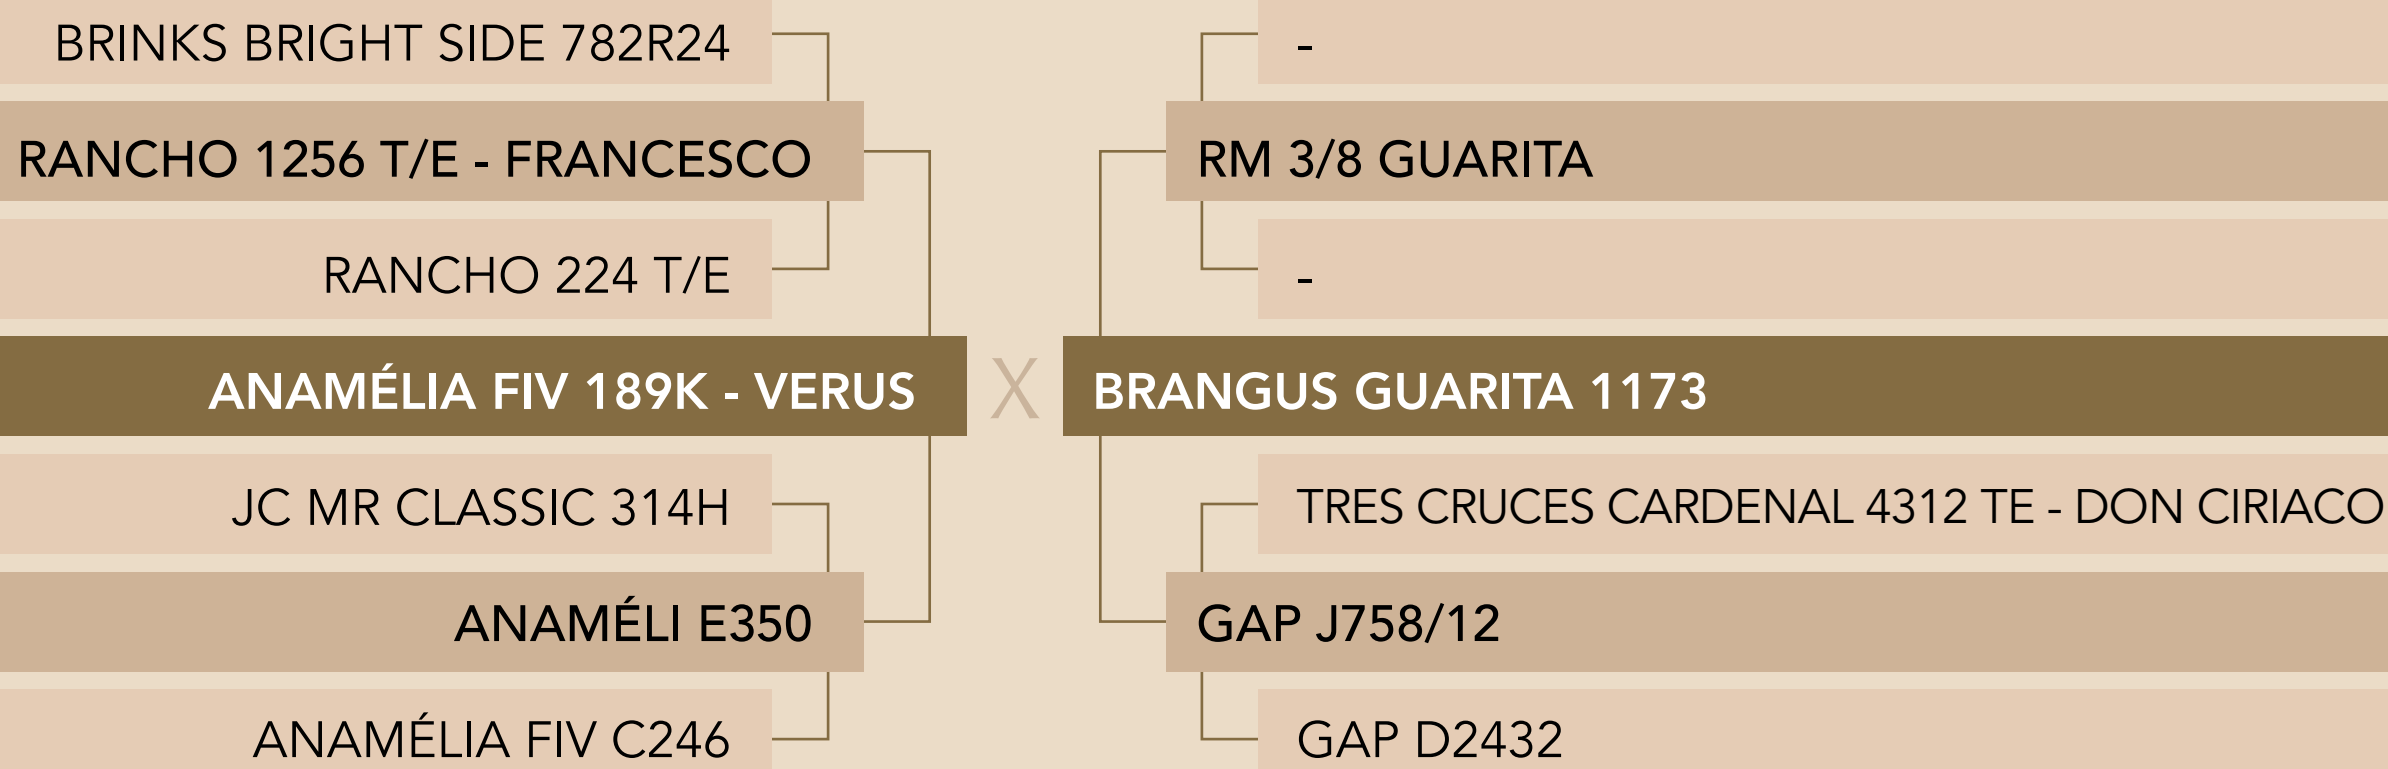 BRINKS BRIGHT SIDE 782R24
RANCHO 1256 T/E - FRANCESCO
RANCHO 224 T/E
ANAMÉLIA FIV 189K - VERUS
JC MR CLASSIC 314H
ANAMÉLI E350
ANAMÉLIA FIV C246
X
-
RM 3/8 GUARITA
-
BRANGUS GUARITA 1173
TRES CRUCES CARDENAL 4312 TE - DON CIRIACO
GAP J758/12
GAP D2432